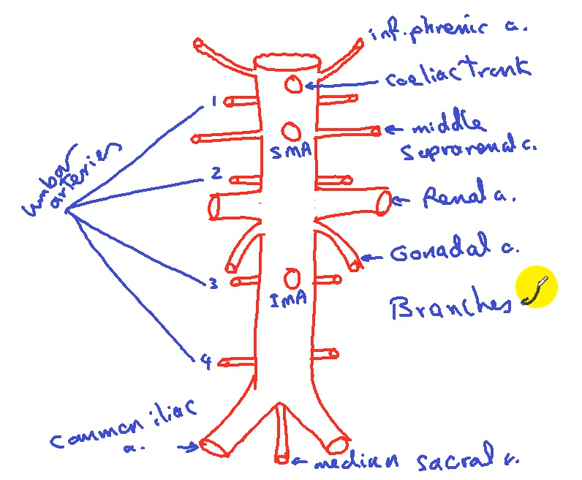 inf.phrenic a.
coeliac trunk
1
middle
suprarenal a.
SMA
lumbar
arteries
2
Renal a.
Gonadal a.
3
IMA
Branches
4
common iliac
a.
median sacral a.